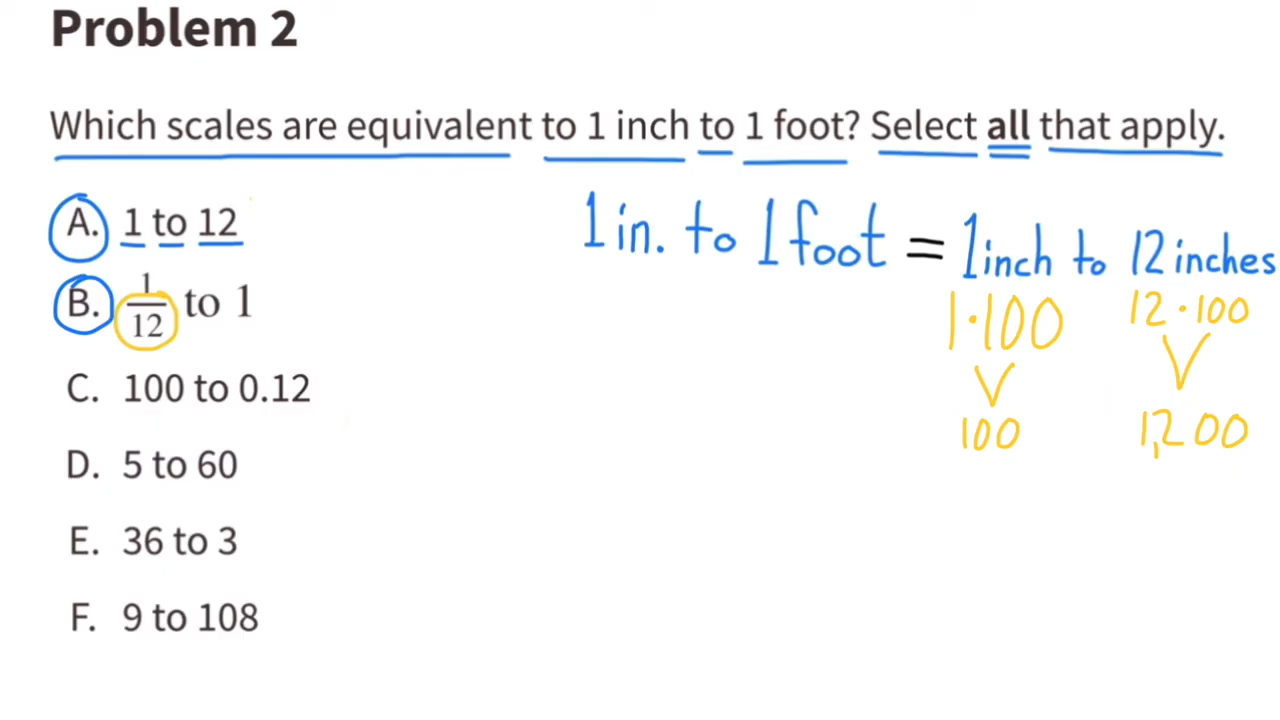 Problem 2
Which scales are equivalent to 1 inch to 1 foot? Select all that apply.
A. 1 to 12
1 in. to 1 foot = 1 inch to 12 inches
B. 1/12 to 1
1·100 12·100
C. 100 to 0.12
100 1,200
D. 5 to 60
E. 36 to 3
F. 9 to 108